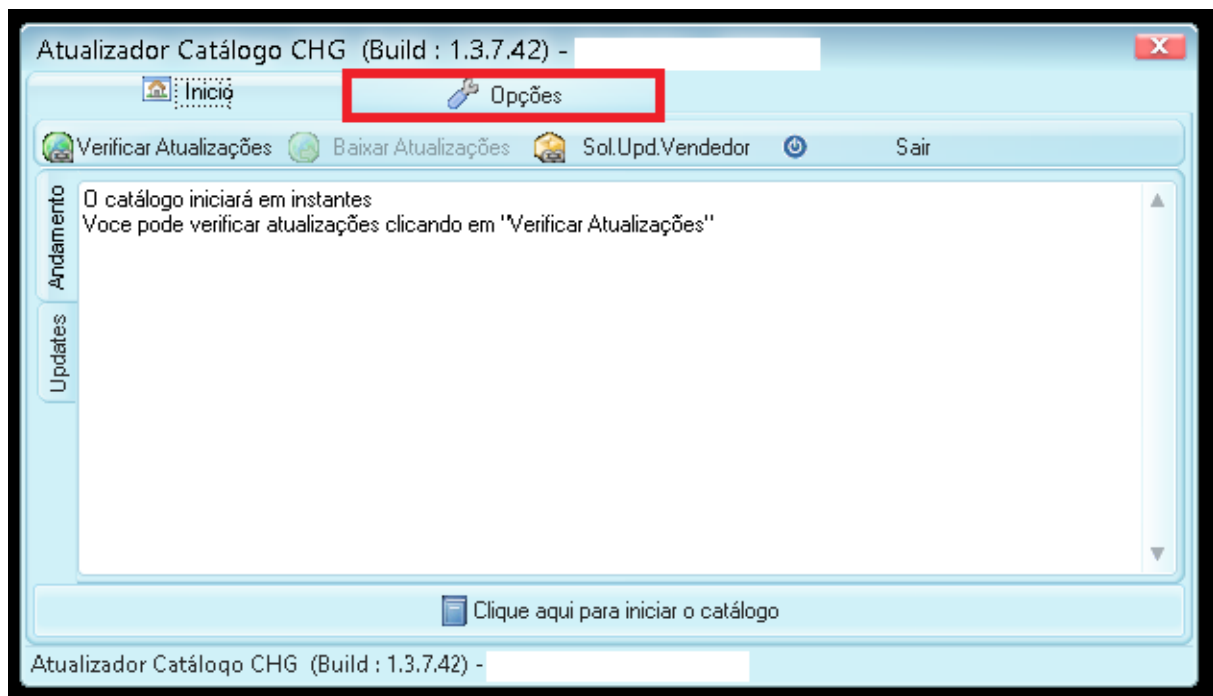 Atualizador Catálogo CHG (Build : 1.3.7.42) -
Inicio
Opções
Verificar Atualizações
Baixar Atualizações
Sol.Upd.Vendedor
Sair
Andamento
Updates
O catálogo iniciará em instantes
Voce pode verificar atualizações clicando em "Verificar Atualizações"
Clique aqui para iniciar o catálogo
Atualizador Catálogo CHG (Build : 1.3.7.42) -